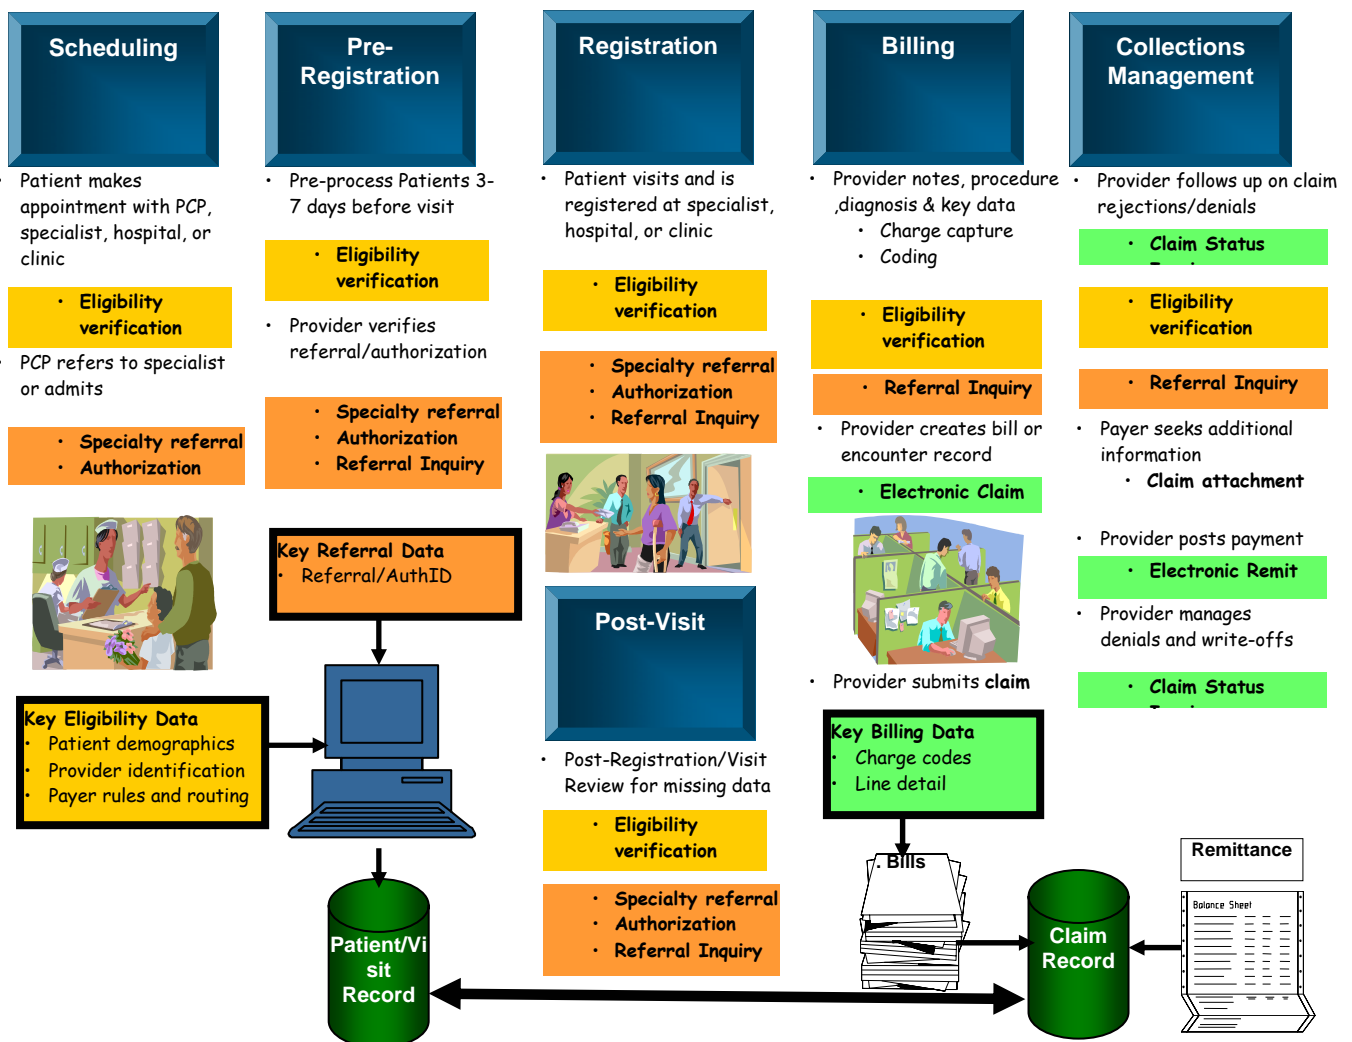 Scheduling
• Patient makes
appointment with PCP,
specialist, hospital, or
clinic
• Eligibility
verification
• PCP refers to specialist
or admits
• Specialty referral
• Authorization
Key Eligibility Data
• Patient demographics
• Provider identification
• Payer rules and routing
Pre-
Registration
• Pre-process Patients 3-
7 days before visit
• Eligibility
verification
• Provider verifies
referral/authorization
• Specialty referral
• Authorization
• Referral Inquiry
Key Referral Data
• Referral/AuthID
Patient/Vi
sit
Record
Registration
• Patient visits and is
registered at specialist,
hospital, or clinic
• Eligibility
verification
• Specialty referral
• Authorization
• Referral Inquiry
Post-Visit
• Post-Registration/Visit
Review for missing data
• Eligibility
verification
• Specialty referral
• Authorization
• Referral Inquiry
Billing
• Provider notes, procedure
,diagnosis & key data
• Charge capture
• Coding
• Eligibility
verification
• Referral Inquiry
• Provider creates bill or
encounter record
• Electronic Claim
• Provider submits claim
Key Billing Data
• Charge codes
• Line detail
. Bills
Collections
Management
• Provider follows up on claim
rejections/denials
• Claim Status
• Eligibility
verification
• Referral Inquiry
• Payer seeks additional
information
• Claim attachment
• Provider posts payment
• Electronic Remit
• Provider manages
denials and write-offs
• Claim Status
Claim
Record
Remittance
Balance Sheet